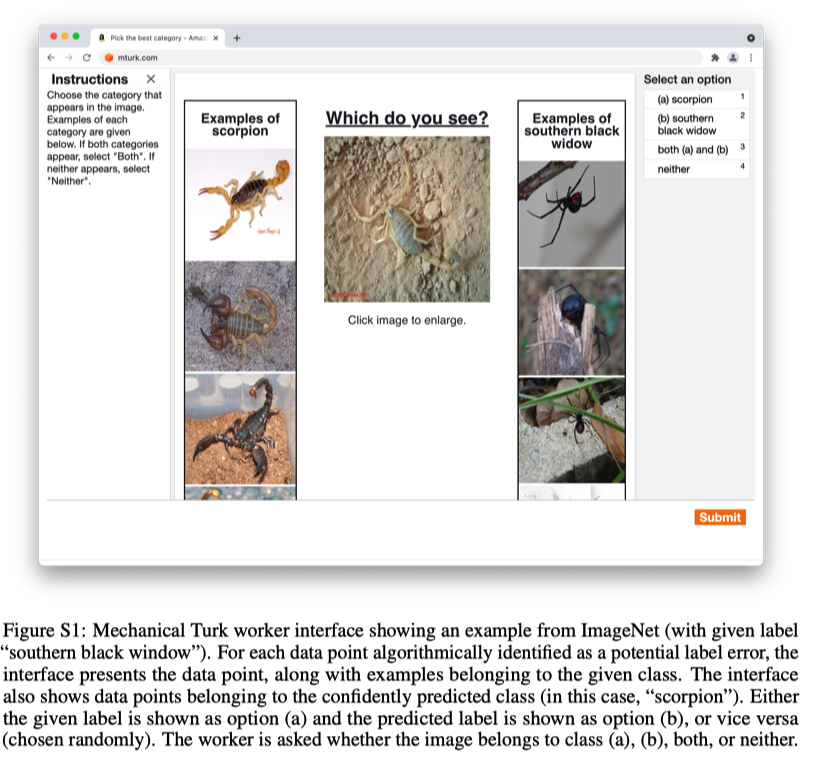 Pick the best category - Amaz
mturk.com
Instructions
Choose the category that
appears in the image.
Examples of each
category are given
below. If both categories
appear, select "Both". If
neither appears, select
"Neither".
Examples of
scorpion
Which do you see?
Click image to enlarge.
Examples of
southern black
widow
Select an option
(a) scorpion 1
(b) southern 2
black widow
both (a) and (b) 3
neither 4
Submit
Figure S1: Mechanical Turk worker interface showing an example from ImageNet (with given label
“southern black window”). For each data point algorithmically identified as a potential label error, the
interface presents the data point, along with examples belonging to the given class. The interface
also shows data points belonging to the confidently predicted class (in this case, “scorpion”). Either
the given label is shown as option (a) and the predicted label is shown as option (b), or vice versa
(chosen randomly). The worker is asked whether the image belongs to class (a), (b), both, or neither.